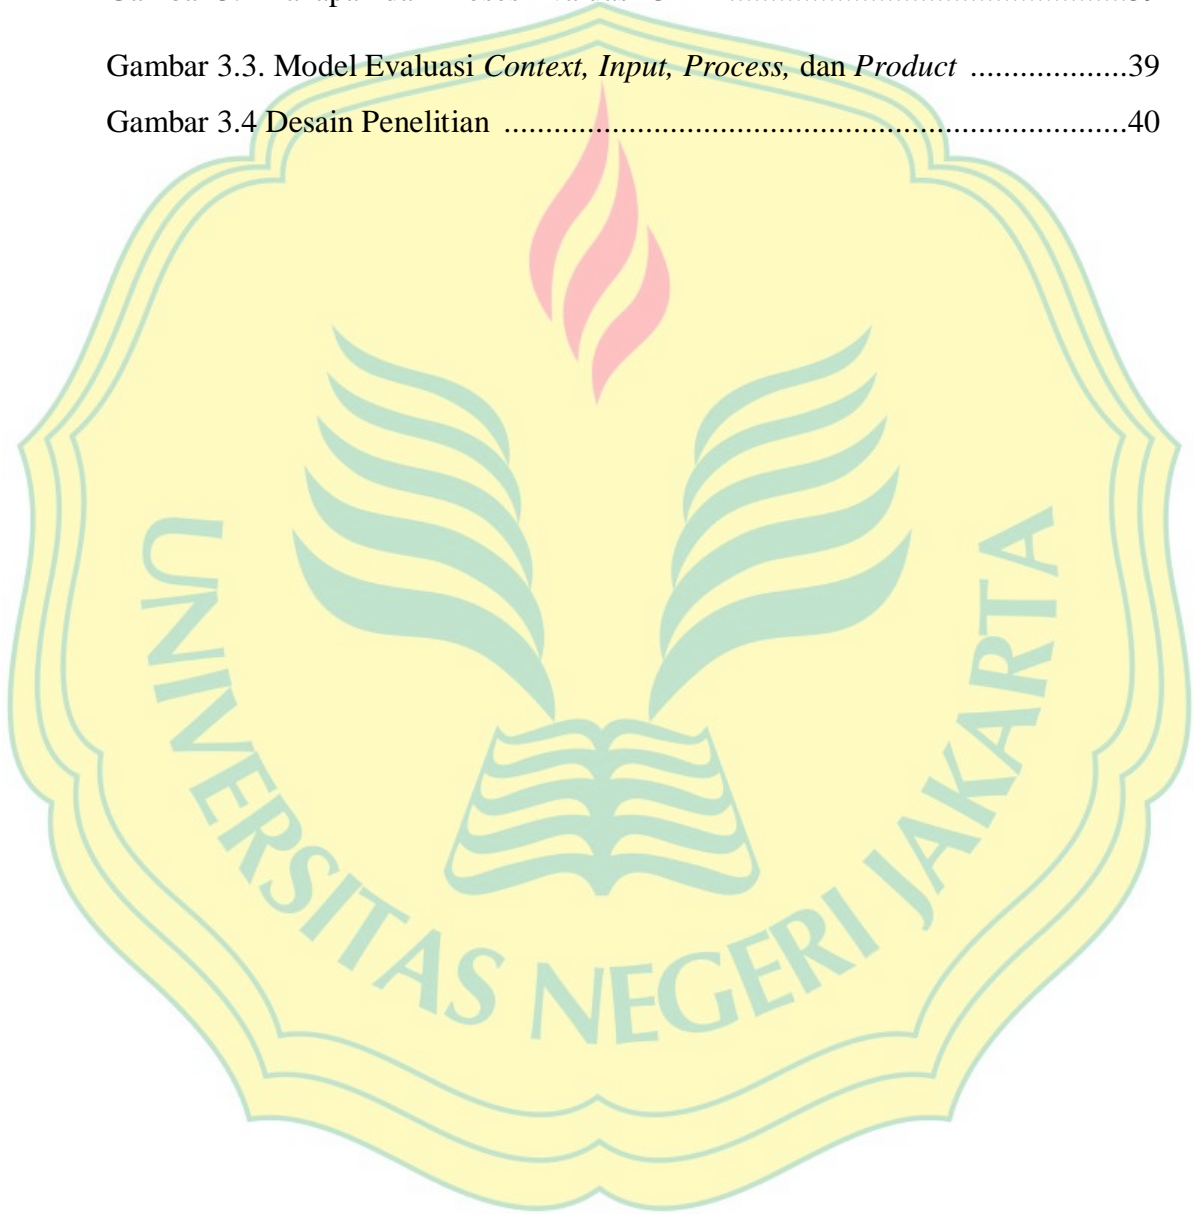 Gambar 3.3. Model Evaluasi Context, Input, Process, dan Product ...................39
Gambar 3.4 Desain Penelitian ............................................................................40
UNIVERSITAS NEGERI JAKARTA